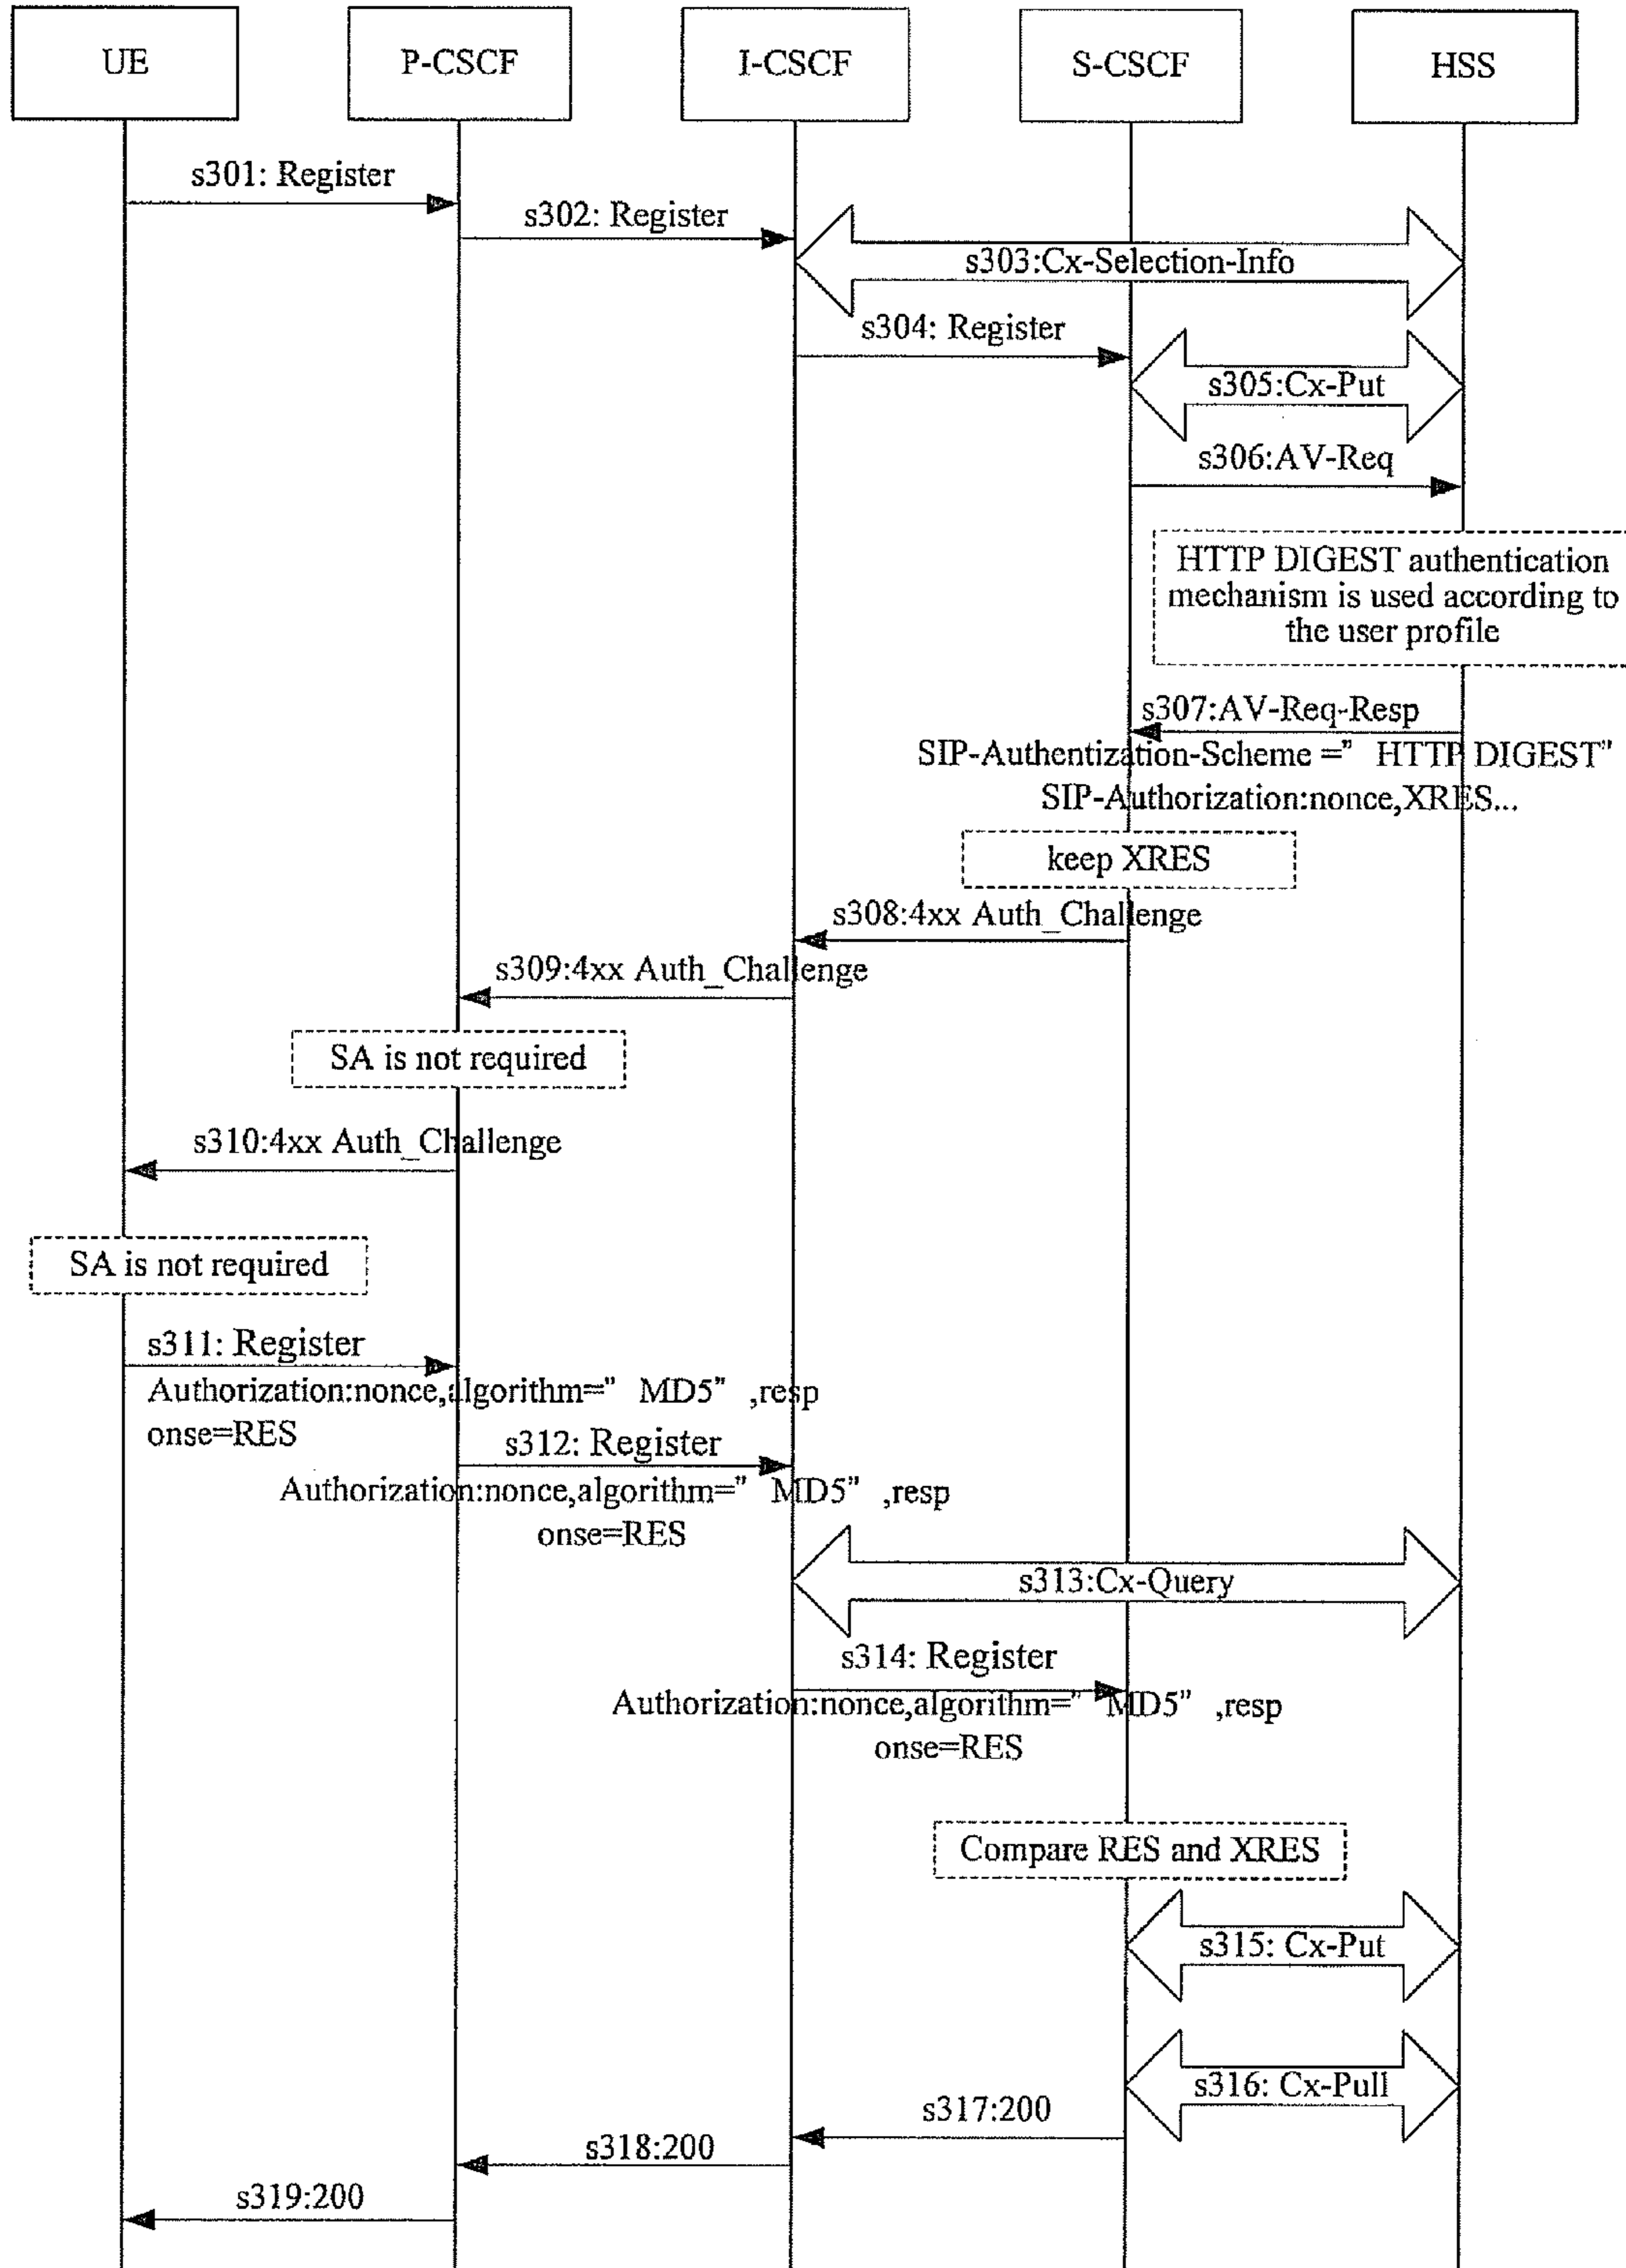 UE
P-CSCF
I-CSCF
S-CSCF
HSS
s301: Register
s302: Register
s303:Cx-Selection-Info
s304: Register
s305:Cx-Put
s306:AV-Req
HTTP DIGEST authentication
mechanism is used according to
the user profile
s307:AV-Req-Resp
SIP-Authentization-Scheme =” HTTP DIGEST”
SIP-Authorization:nonce,XRES...
keep XRES
s308:4xx Auth_Challenge
s309:4xx Auth_Challenge
SA is not required
s310:4xx Auth_Challenge
SA is not required
s311: Register
Authorization:nonce,algorithm=” MD5” ,resp
onse=RES
s312: Register
Authorization:nonce,algorithm=” MD5” ,resp
onse=RES
s313:Cx-Query
s314: Register
Authorization:nonce,algorithm=” MD5” ,resp
onse=RES
Compare RES and XRES
s315: Cx-Put
s316: Cx-Pull
s317:200
s318:200
s319:200